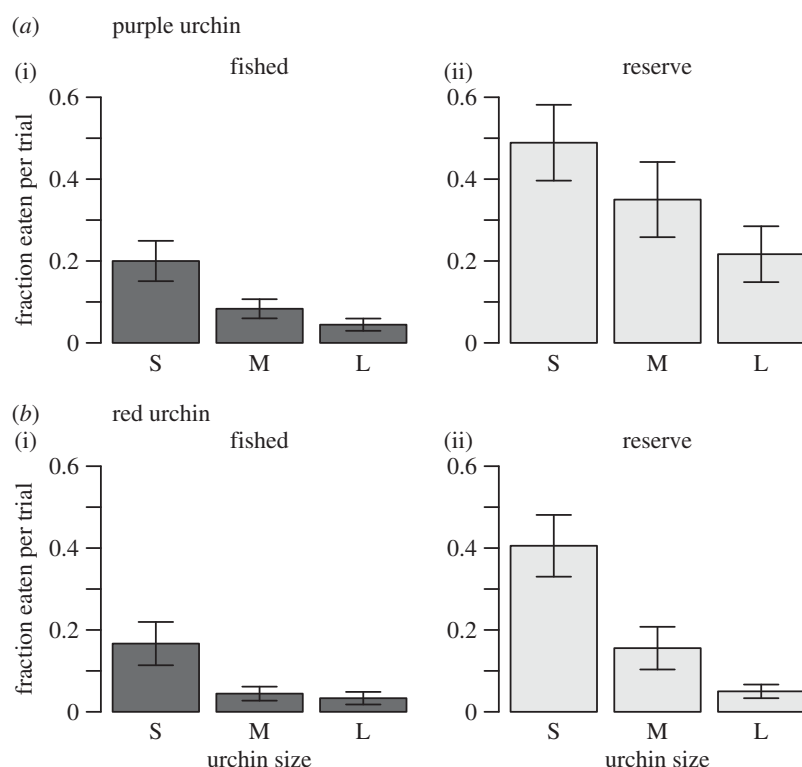 (a) purple urchin
(i) fished (ii) reserve
fraction eaten per trial
0.6
0.4
0.2
0
S M L
0.6
0.4
0.2
0
S M L
(b) red urchin
(i) fished (ii) reserve
fraction eaten per trial
0.6
0.4
0.2
0
S M L
urchin size
0.6
0.4
0.2
0
S M L
urchin size